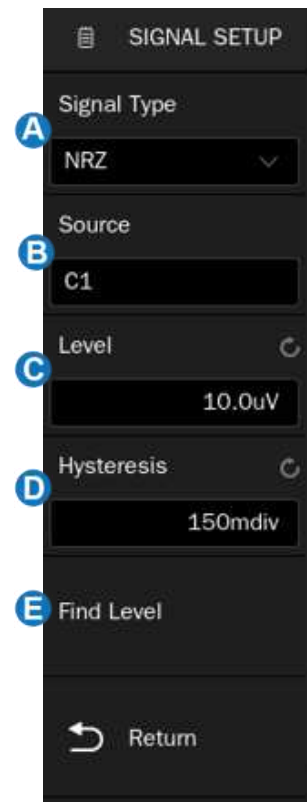 SIGNAL SETUP
A
Signal Type
NRZ
B
Source
C1
C
Level
10.0uV
D
Hysteresis
150mdiv
E
Find Level
Return